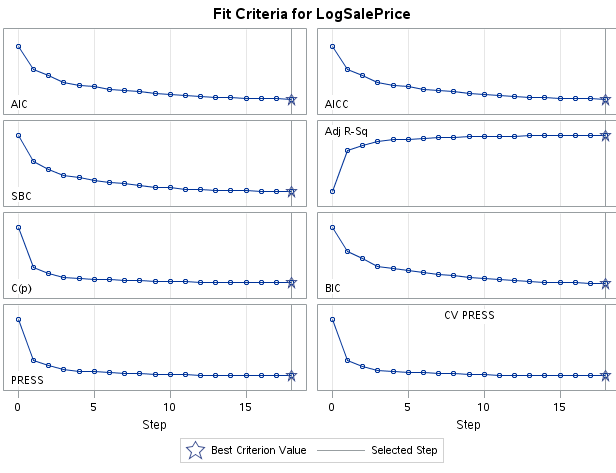 Fit Criteria for LogSalePrice
AIC
AICC
SBC
Adj R-Sq
C(p)
BIC
PRESS
CV PRESS
0 5 10 15
0 5 10 15
Step
Step
Best Criterion Value Selected Step